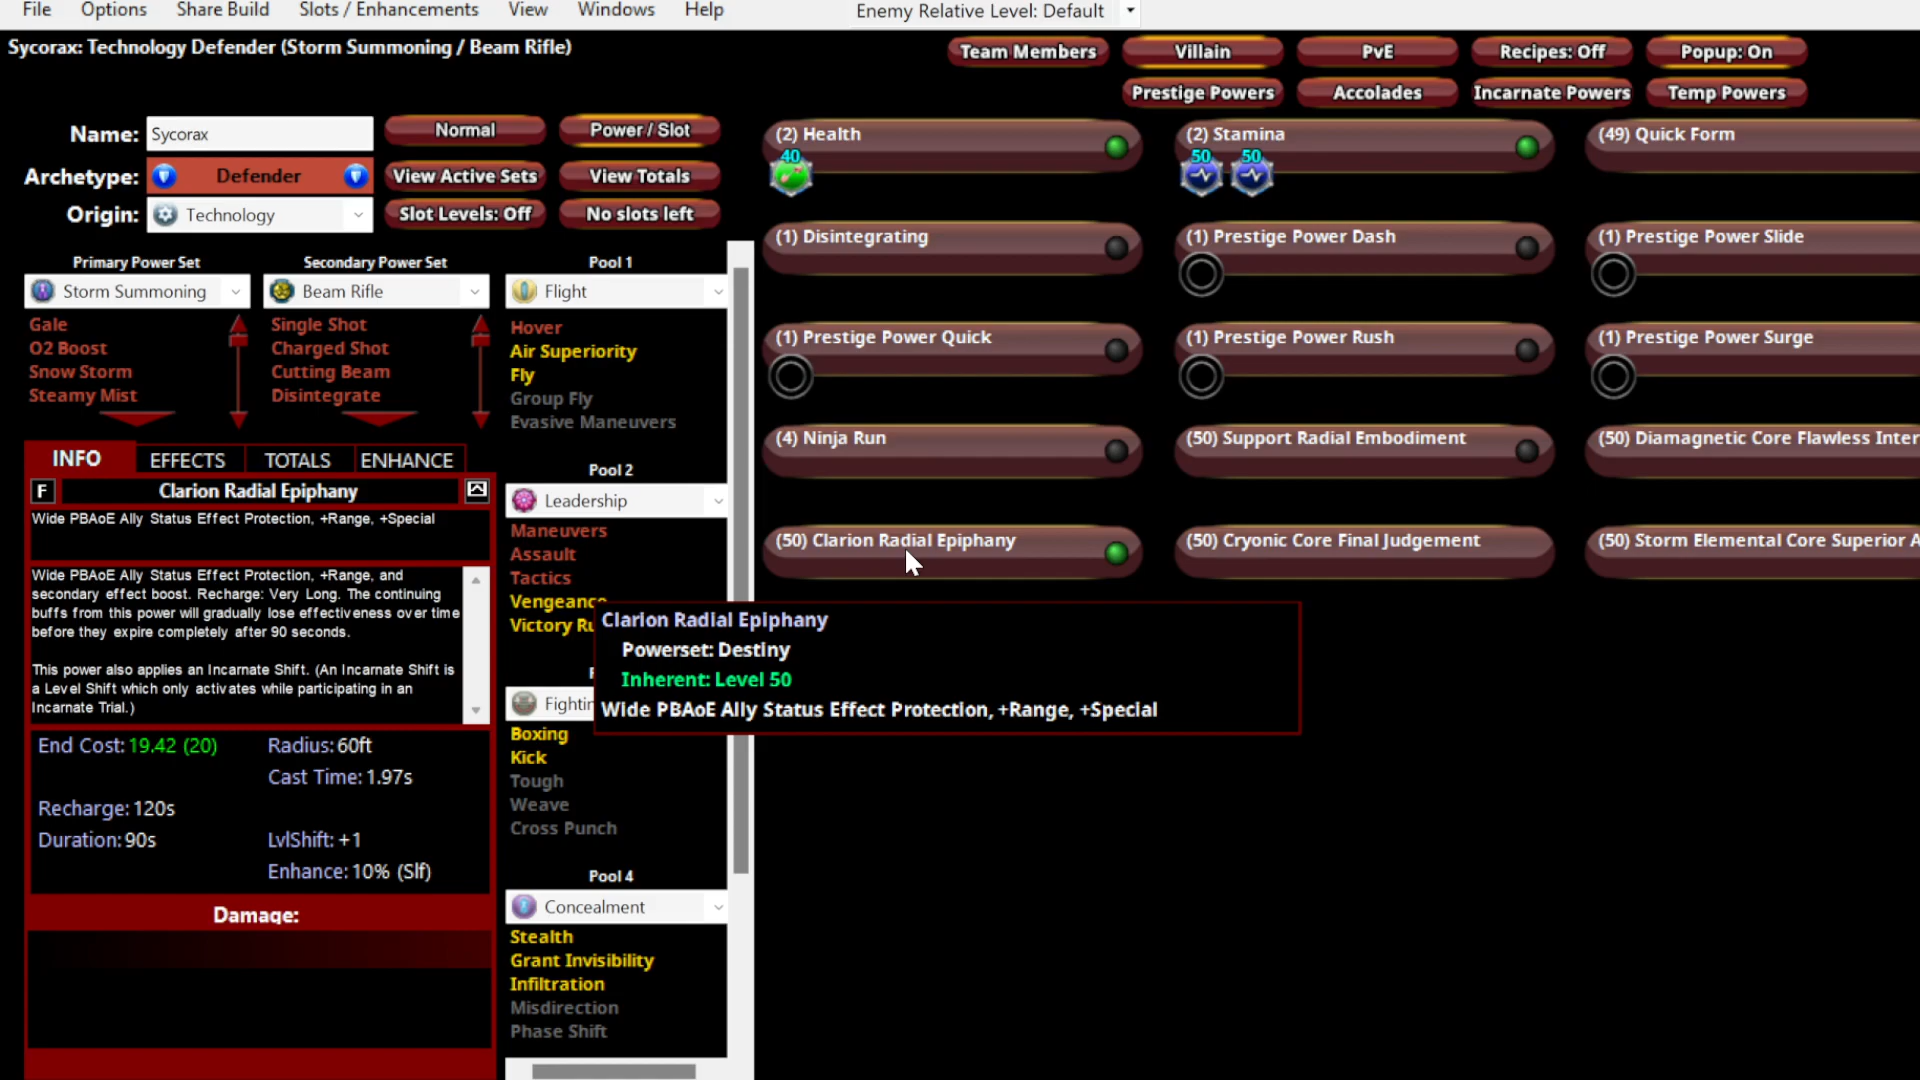 File Options Share Build Slots / Enhancements View Windows Help Enemy Relative Level: Default
Sycorax: Technology Defender (Storm Summoning / Beam Rifle)
Team Members Villain PvE Recipes: Off Popup: On
Prestige Powers Accolades Incarnate Powers Temp Powers
Name: Sycorax Normal Power / Slot
Archetype: Defender View Active Sets View Totals
Origin: Technology Slot Levels: Off No slots left
(2) Health (2) Stamina (49) Quick Form
40 50 50
(1) Disintegrating (1) Prestige Power Dash (1) Prestige Power Slide
(1) Prestige Power Quick (1) Prestige Power Rush (1) Prestige Power Surge
(4) Ninja Run (50) Support Radial Embodiment (50) Diamagnetic Core Flawless Inter
(50) Clarion Radial Epiphany (50) Cryonic Core Final Judgement (50) Storm Elemental Core Superior A
Primary Power Set
Storm Summoning
Gale
O2 Boost
Snow Storm
Steamy Mist
Secondary Power Set
Beam Rifle
Single Shot
Charged Shot
Cutting Beam
Disintegrate
Pool 1
Flight
Hover
Air Superiority
Fly
Group Fly
Evasive Maneuvers
Pool 2
Leadership
Maneuvers
Assault
Tactics
Vengeance
Victory Ru
Fightin
Boxing
Kick
Tough
Weave
Cross Punch
Pool 4
Concealment
Stealth
Grant Invisibility
Infiltration
Misdirection
Phase Shift
INFO EFFECTS TOTALS ENHANCE
F Clarion Radial Epiphany
Wide PBAoE Ally Status Effect Protection, +Range, +Special
Wide PBAoE Ally Status Effect Protection, +Range, and
secondary effect boost. Recharge: Very Long. The continuing
buffs from this power will gradually lose effectiveness over time
before they expire completely after 90 seconds.
This power also applies an Incarnate Shift. (An Incarnate Shift is
a Level Shift which only activates while participating in an
Incarnate Trial.)
End Cost: 19.42 (20) Radius: 60ft
Cast Time: 1.97s
Recharge: 120s
Duration: 90s LvlShift: +1
Enhance: 10% (Slf)
Damage:
Clarion Radial Epiphany
Powerset: Destiny
Inherent: Level 50
Wide PBAoE Ally Status Effect Protection, +Range, +Special